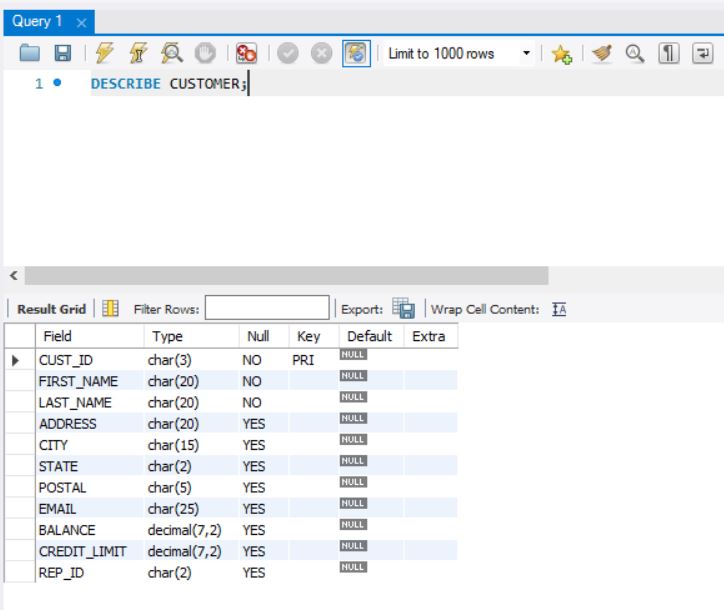 Query 1 ×
Limit to 1000 rows
1 DESCRIBE CUSTOMER;
Result Grid Filter Rows: Export: Wrap Cell Content:
Field Type Null Key Default Extra
CUST_ID char(3) NO PRI NULL
FIRST_NAME char(20) NO NULL
LAST_NAME char(20) NO NULL
ADDRESS char(20) YES NULL
CITY char(15) YES NULL
STATE char(2) YES NULL
POSTAL char(5) YES NULL
EMAIL char(25) YES NULL
BALANCE decimal(7,2) YES NULL
CREDIT_LIMIT decimal(7,2) YES NULL
REP_ID char(2) YES NULL